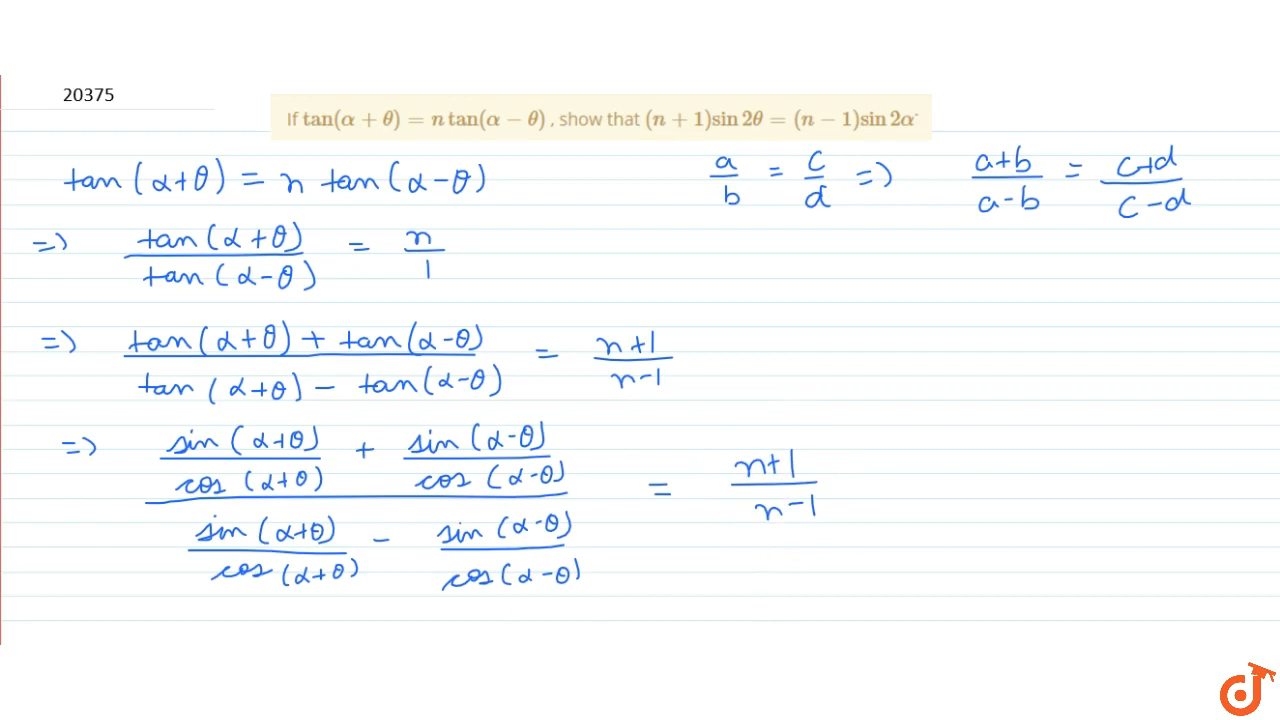 20375
If tan(α + θ) = n tan(α − θ) , show that (n + 1)sin 2θ = (n − 1)sin 2α·
tan(α+θ) = n tan(α-θ)
a/b = c/d => a+b/a-b = c+d/c-d
=> tan(α+θ)/tan(α-θ) = n/1
=> tan(α+θ) + tan(α-θ)/tan(α+θ) - tan(α-θ) = n+1/n-1
=> sin(α+θ)/cos(α+θ) + sin(α-θ)/cos(α-θ) / sin(α+θ)/cos(α+θ) - sin(α-θ)/cos(α-θ) = n+1/n-1